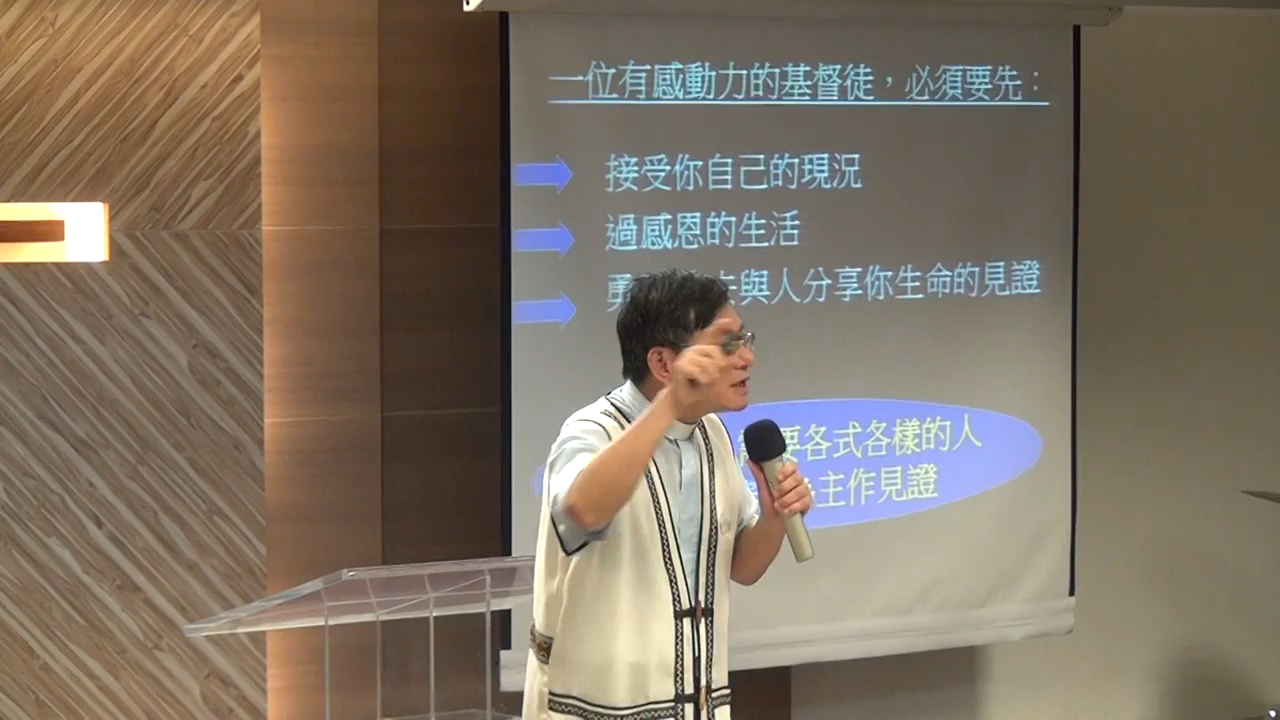 一位有感動力的基督徒，必須要先：
接受你自己的現況
過感恩的生活
勇 去與人分享你生命的見證
要各式各樣的人
主作見證